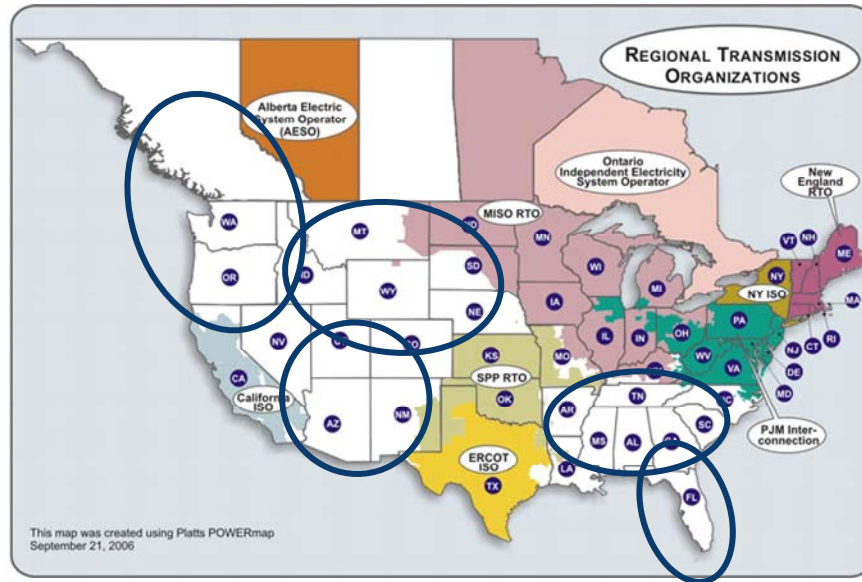 REGIONAL TRANSMISSION
ORGANIZATIONS
Alberta Electric
System Operator
(AESO)
Ontario
Independent Electricity
System Operator
New
England
RTO
MISO RTO
WA
MT
ND
MN
VT
NH
ME
OR
ID
SD
WI
NY
NY ISO
MA
WY
MI
NE
IA
PA
NV
IL
IN
OH
RI
CT
NJ
CA
KS
MO
WV
VA
DE
MD
California
ISO
SPP RTO
OK
TN
NC
AZ
NM
AR
SC
PJM Inter-
connection
MS
AL
ERCOT
ISO
TX
LA
FL
This map was created using Platts POWERmap
September 21, 2006